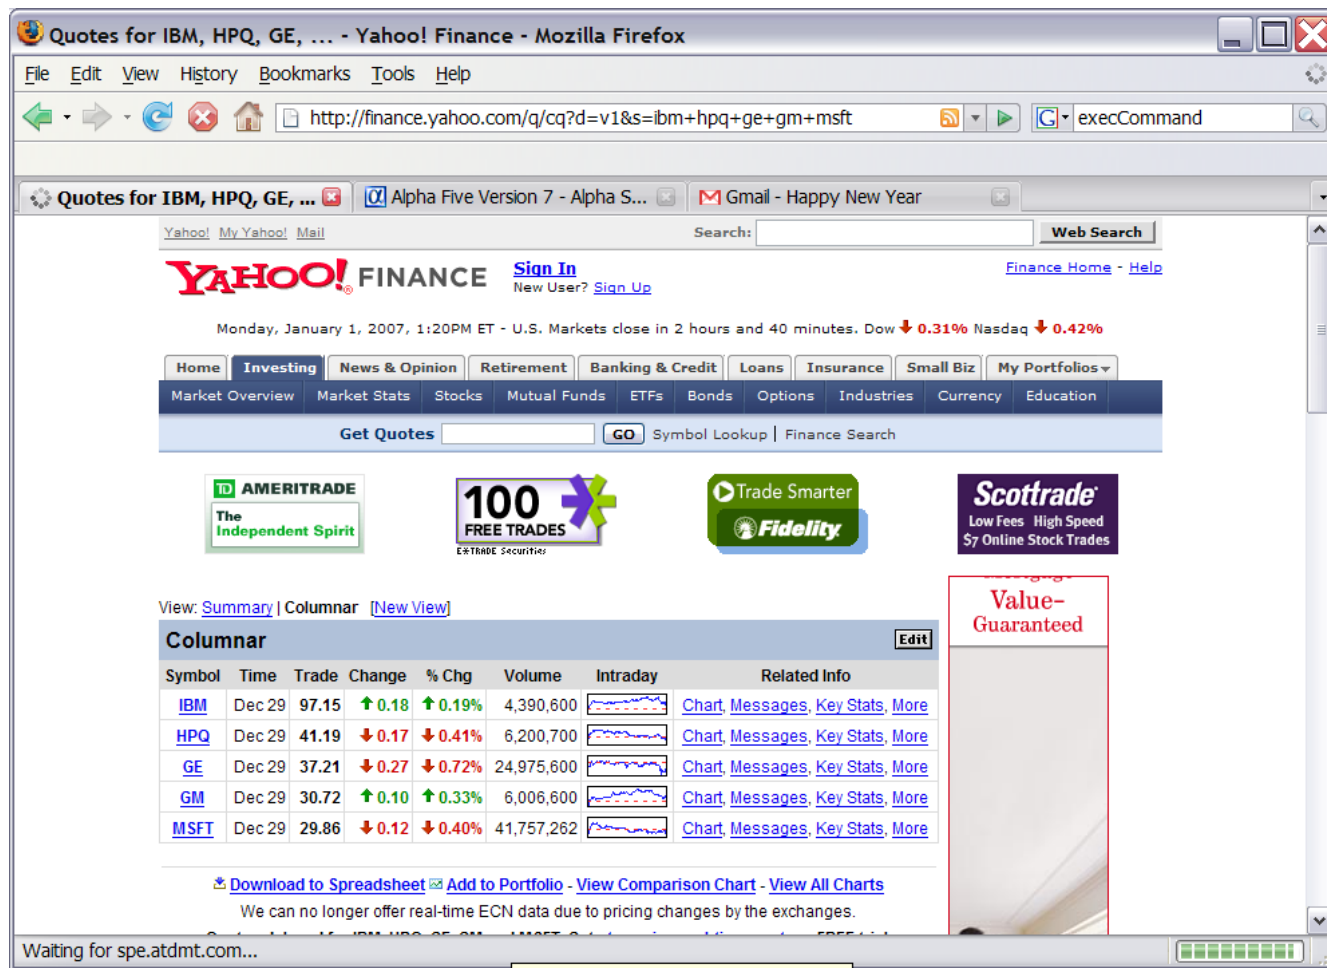 Quotes for IBM, HPQ, GE, ... - Yahoo! Finance - Mozilla Firefox
File Edit View History Bookmarks Tools Help
http://finance.yahoo.com/q/cq?d=v1&s=ibm+hpq+ge+gm+msft G execCommand
Quotes for IBM, HPQ, GE, ... Alpha Five Version 7 - Alpha S... Gmail - Happy New Year
Yahoo! My Yahoo! Mail Search: Web Search
YAHOO! FINANCE Sign In Finance Home - Help
New User? Sign Up
Monday, January 1, 2007, 1:20PM ET - U.S. Markets close in 2 hours and 40 minutes. Dow 0.31% Nasdaq 0.42%
Home Investing News & Opinion Retirement Banking & Credit Loans Insurance Small Biz My Portfolios
Market Overview Market Stats Stocks Mutual Funds ETFs Bonds Options Industries Currency Education
Get Quotes GO Symbol Lookup | Finance Search
TD AMERITRADE
The
Independent Spirit
100
FREE TRADES
E*TRADE Securities
Trade Smarter
Fidelity
Scottrade
Low Fees High Speed
$7 Online Stock Trades
Value-
Guaranteed
View: Summary | Columnar [New View]
Columnar Edit
Symbol Time Trade Change % Chg Volume Intraday Related Info
IBM Dec 29 97.15 0.18 0.19% 4,390,600 Chart, Messages, Key Stats, More
HPQ Dec 29 41.19 0.17 0.41% 6,200,700 Chart, Messages, Key Stats, More
GE Dec 29 37.21 0.27 0.72% 24,975,600 Chart, Messages, Key Stats, More
GM Dec 29 30.72 0.10 0.33% 6,006,600 Chart, Messages, Key Stats, More
MSFT Dec 29 29.86 0.12 0.40% 41,757,262 Chart, Messages, Key Stats, More
Download to Spreadsheet Add to Portfolio - View Comparison Chart - View All Charts
We can no longer offer real-time ECN data due to pricing changes by the exchanges.
Waiting for spe.atdmt.com...